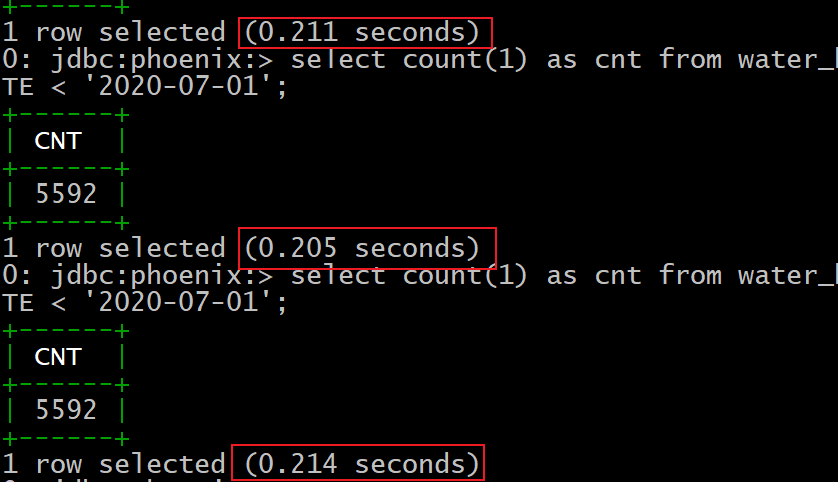 +-------+
1 row selected (0.211 seconds)
0: jdbc:phoenix:> select count(1) as cnt from water_
TE < '2020-07-01';
+-------+
| CNT |
+-------+
| 5592 |
+-------+
1 row selected (0.205 seconds)
0: jdbc:phoenix:> select count(1) as cnt from water_
TE < '2020-07-01';
+-------+
| CNT |
+-------+
| 5592 |
+-------+
1 row selected (0.214 seconds)